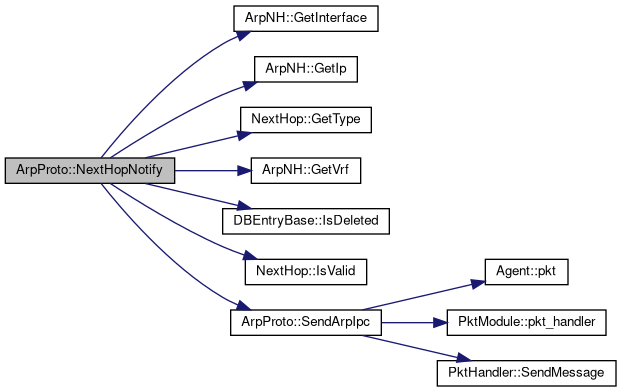 ArpNH::GetInterface
ArpNH::GetIp
NextHop::GetType
ArpProto::NextHopNotify
ArpNH::GetVrf
DBEntryBase::IsDeleted
NextHop::IsValid
Agent::pkt
ArpProto::SendArpIpc
PktModule::pkt_handler
PktHandler::SendMessage